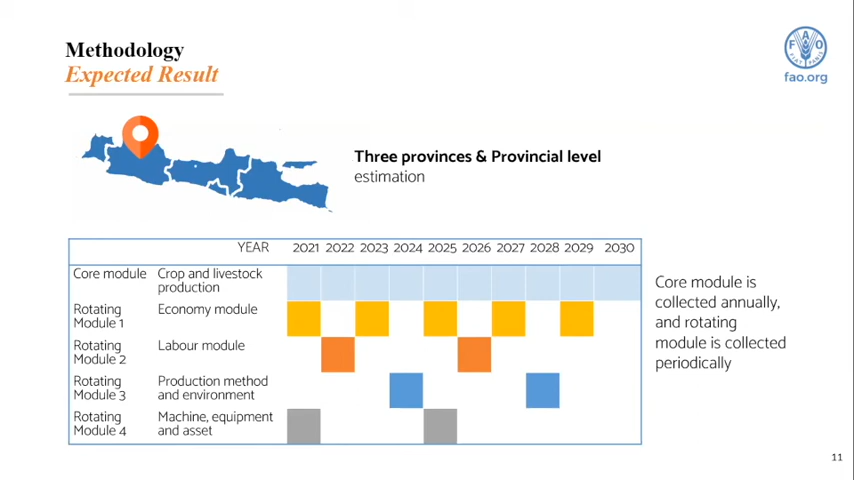 Methodology
Expected Result
FAO
FIAT PANIS
fao.org
Three provinces & Provincial level
estimation
YEAR 2021 2022 2023 2024 2025 2026 2027 2028 2029 2030
Core module Crop and livestock
production
Rotating Economy module
Module 1
Rotating Labour module
Module 2
Rotating Production method
Module 3 and environment
Rotating Machine, equipment
Module 4 and asset
Core module is
collected annually,
and rotating
module is collected
periodically
11